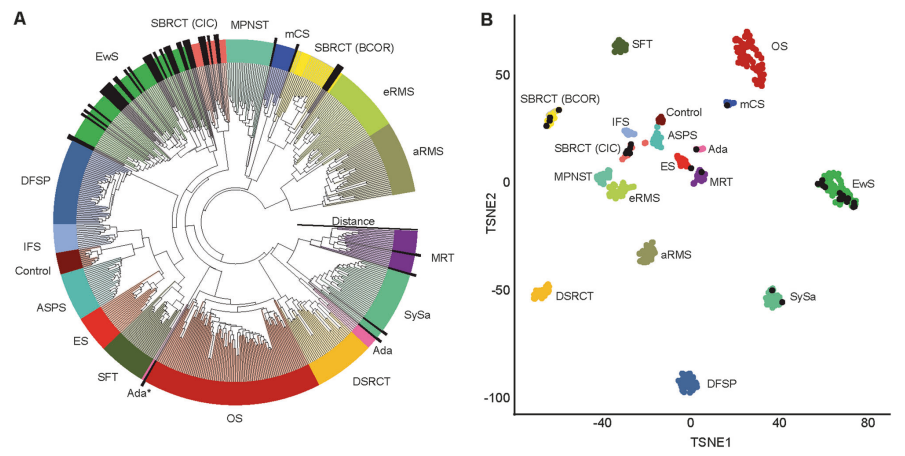 A
SBRCT (CIC)
MPNST
mCS
SBRCT (BCOR)
EwS
eRMS
aRMS
DFSP
Distance
IFS
MRT
Control
ASPS
SySa
ES
Ada
SFT
DSRCT
Ada*
OS
B
SFT
OS
50
SBRCT (BCOR)
mCS
Control
IFS
ASPS
SBRCT (CIC)
Ada
ES
0
MPNST
MRT
EwS
eRMS
TSNE2
aRMS
-50
DSRCT
SySa
DFSP
-100
-40
0
40
80
TSNE1